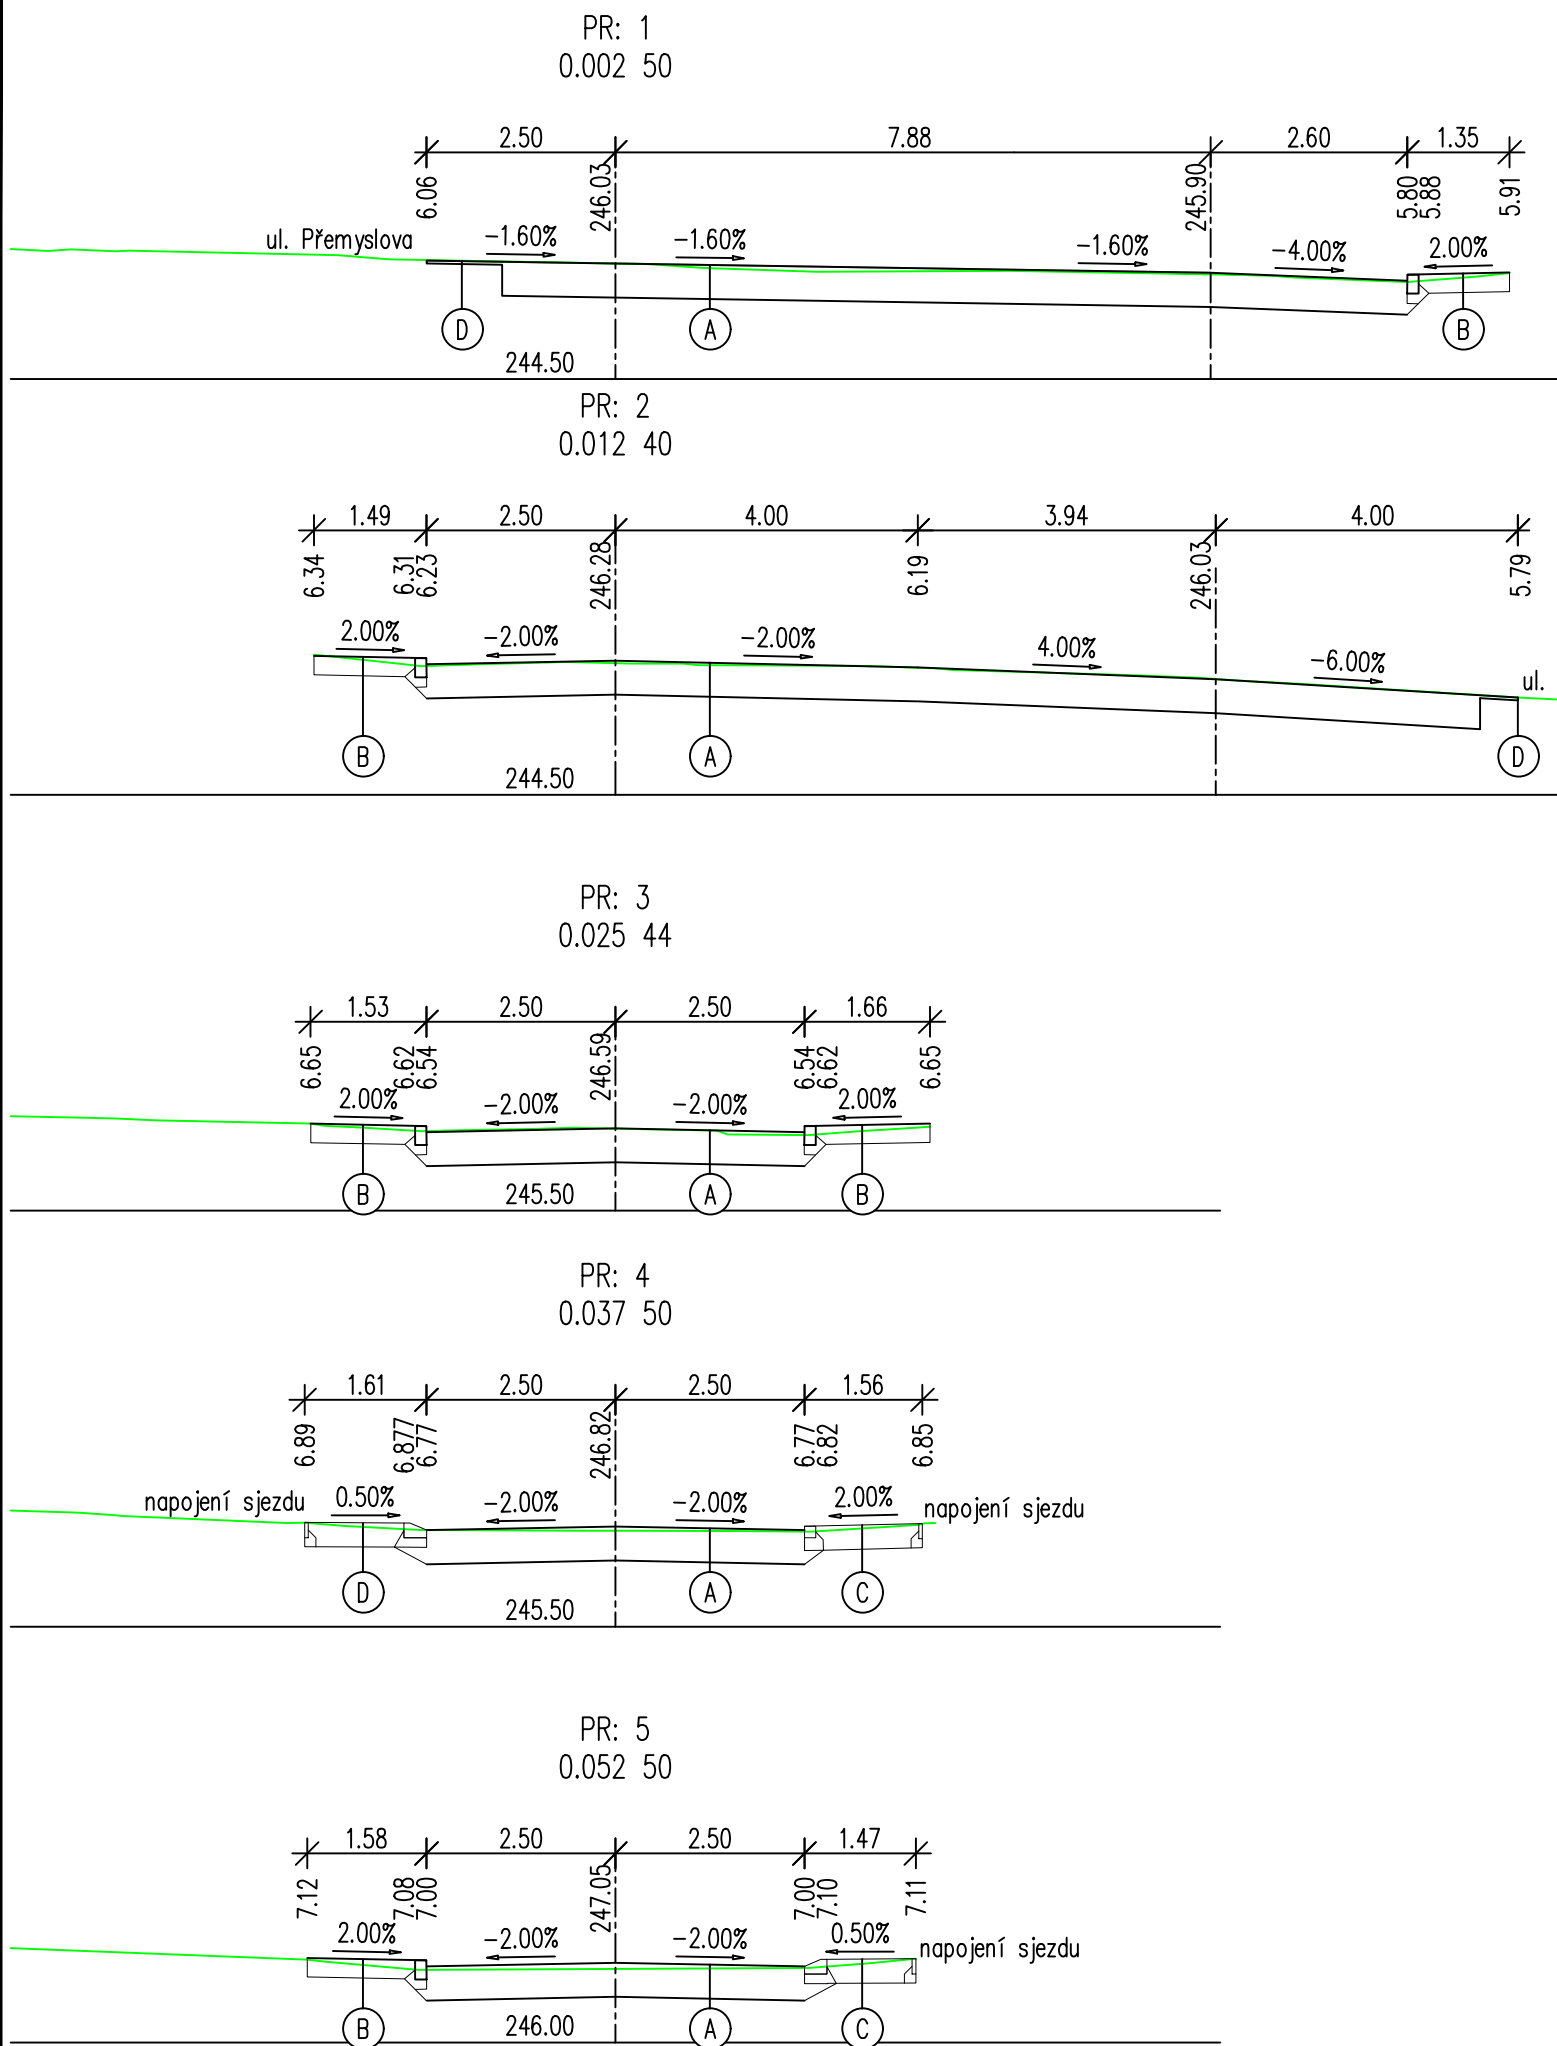 PR: 1
0.002 50
2.50 7.88 2.60 1.35
6.06 246.03 245.90 5.80 5.88 5.91
ul. Přemyslova -1.60% -1.60% -1.60% -4.00% 2.00%
D A B
244.50
PR: 2
0.012 40
1.49 2.50 4.00 3.94 4.00
6.34 6.31 6.23 246.28 6.19 246.03 5.79
2.00% -2.00% -2.00% 4.00% -6.00% ul.
B A D
244.50
PR: 3
0.025 44
1.53 2.50 2.50 1.66
6.65 6.62 6.54 246.59 6.54 6.62 6.65
2.00% -2.00% -2.00% 2.00%
B A B
245.50
PR: 4
0.037 50
1.61 2.50 2.50 1.56
6.89 6.877 6.77 246.82 6.77 6.82 6.85
napojení sjezdu 0.50% -2.00% -2.00% 2.00% napojení sjezdu
D A C
245.50
PR: 5
0.052 50
1.58 2.50 2.50 1.47
7.12 7.08 7.00 247.05 7.00 7.10 7.11
2.00% -2.00% -2.00% 0.50% napojení sjezdu
B A C
246.00